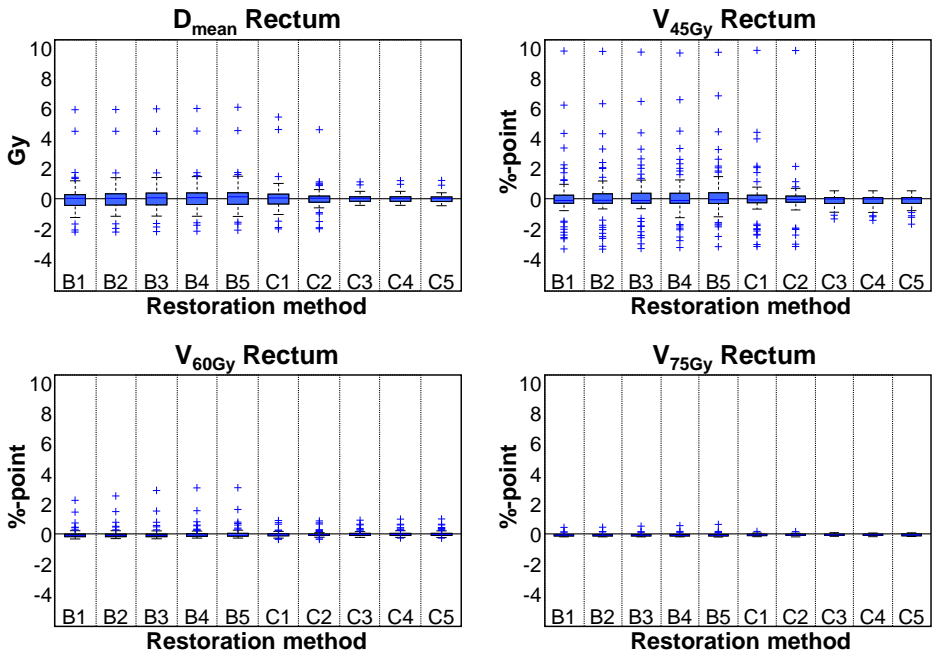 D_mean Rectum
10
8
6
4
2
0
-2
-4
Gy
B1 B2 B3 B4 B5 C1 C2 C3 C4 C5
Restoration method
V_45Gy Rectum
10
8
6
4
2
0
-2
-4
%-point
B1 B2 B3 B4 B5 C1 C2 C3 C4 C5
Restoration method
V_60Gy Rectum
10
8
6
4
2
0
-2
-4
%-point
B1 B2 B3 B4 B5 C1 C2 C3 C4 C5
Restoration method
V_75Gy Rectum
10
8
6
4
2
0
-2
-4
%-point
B1 B2 B3 B4 B5 C1 C2 C3 C4 C5
Restoration method